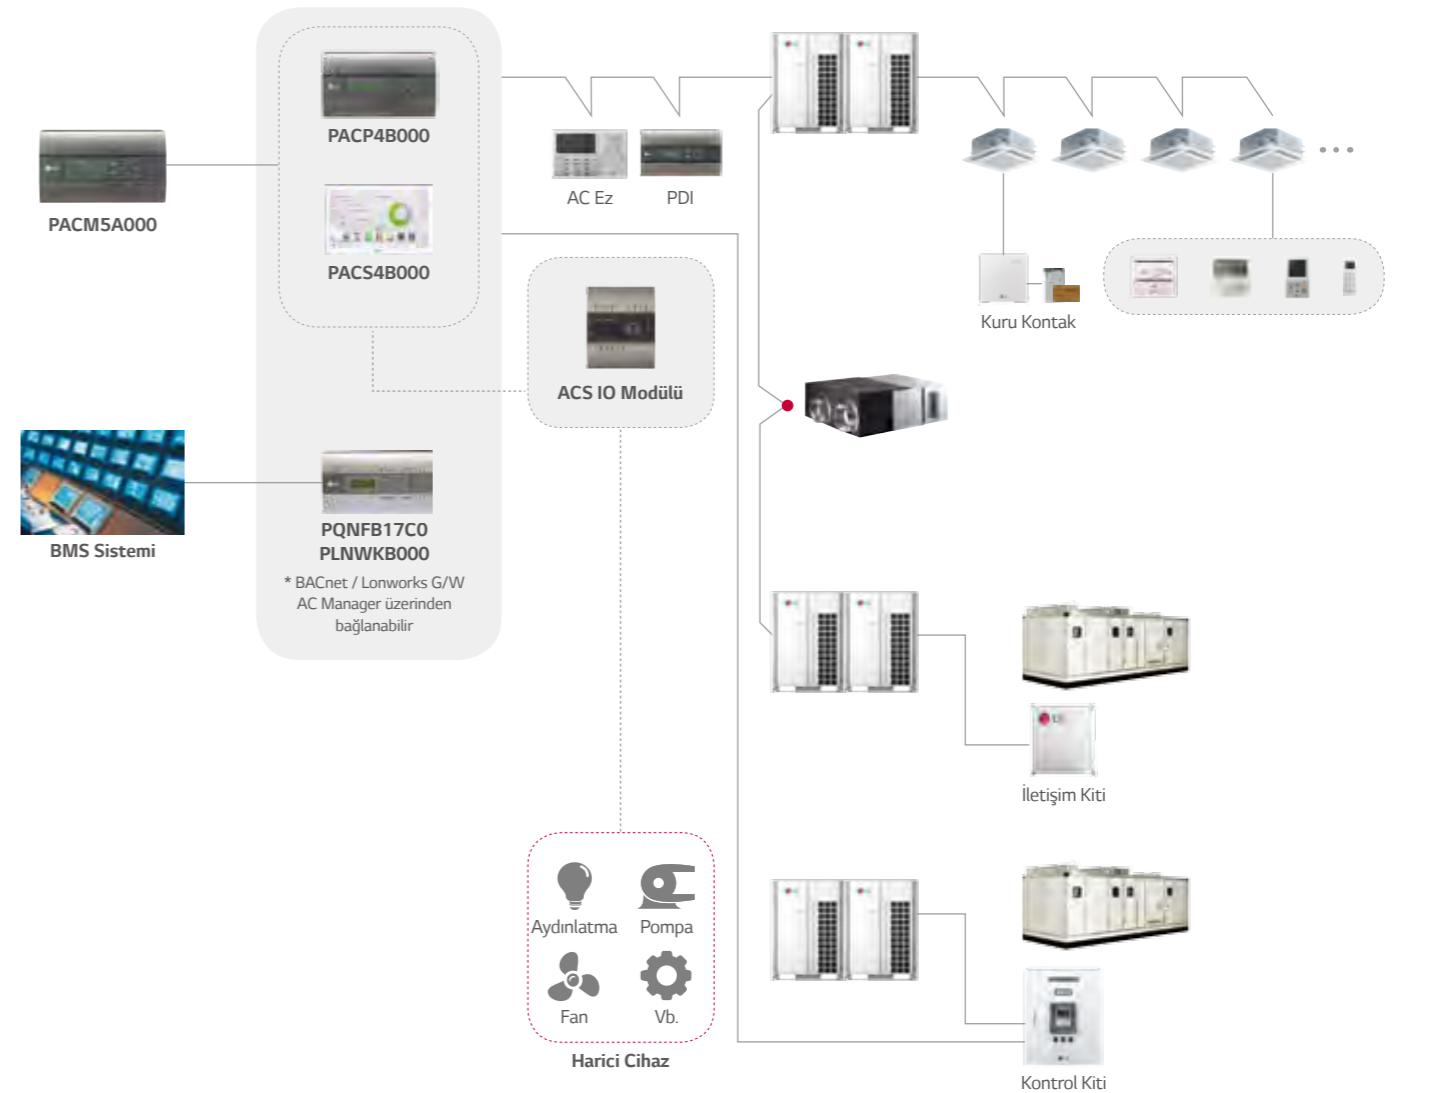 PACP4B000
PACM5A000
PACS4B000
AC Ez
PDI
Kuru Kontak
ACS IO Modülü
BMS Sistemi
PQNFB17C0
PLNWKB000
* BACnet / Lonworks G/W
AC Manager üzerinden
bağlanabilir
İletişim Kiti
Aydınlatma
Pompa
Fan
Vb.
Harici Cihaz
Kontrol Kiti